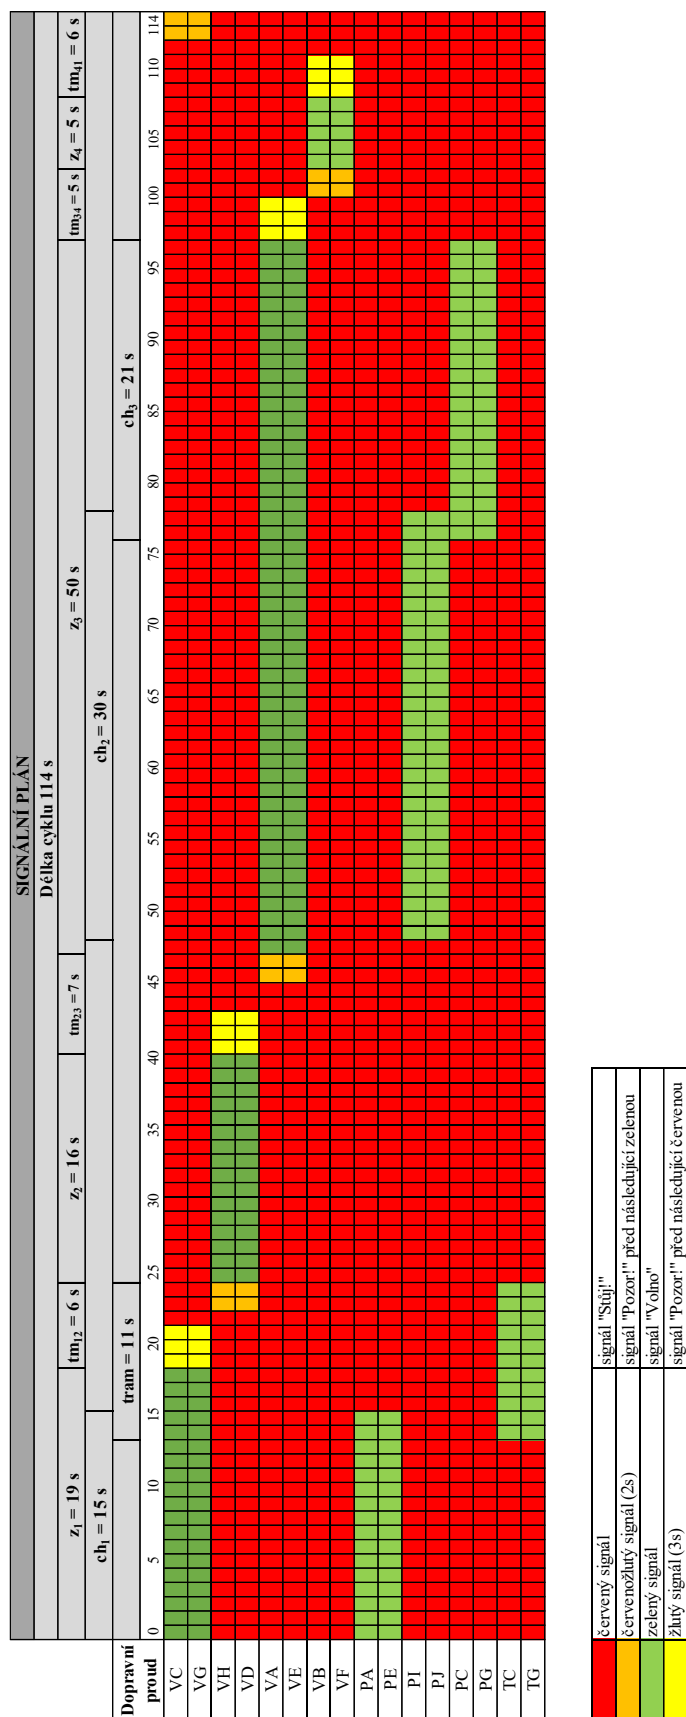 SIGNÁLNÍ PLÁN
Délka cyklu 114 s
z₁ = 19 s tm₁₂ = 6 s z₂ = 16 s tm₂₃ = 7 s z₃ = 50 s tm₃₄ = 5 s z₄ = 5 s tm₄₁ = 6 s
ch₁ = 15 s ch₂ = 30 s
tram = 11 s ch₃ = 21 s
Dopravní
proud
0 5 10 15 20 25 30 35 40 45 50 55 60 65 70 75 80 85 90 95 100 105 110 114
VC
VG
VH
VD
VA
VE
VB
VF
PA
PE
PI
PJ
PC
PG
TC
TG
červený signál signál "Stůj!"
červenožlutý signál (2s) signál "Pozor!" před následující zelenou
zelený signál signál "Volno"
žlutý signál (3s) signál "Pozor!" před následující červenou